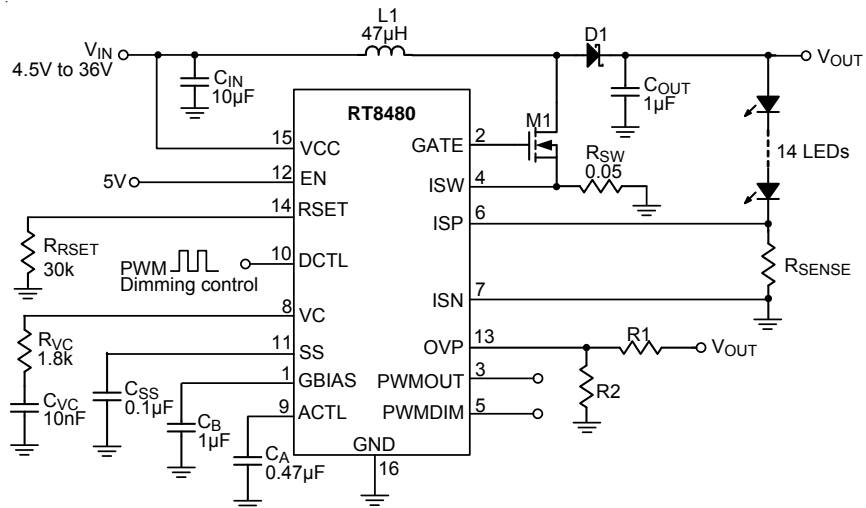 L1
47µH
D1
VIN
4.5V to 36V
VOUT
CIN
10µF
COUT
1µF
RT8480
M1
15
VCC
GATE
2
RSW
0.05
14 LEDs
5V
12
EN
ISW
4
14
RSET
ISP
6
RRSET
30k
PWM
Dimming control
10
DCTL
RSENSE
8
VC
ISN
7
RVC
1.8k
11
SS
OVP
13
R1
VOUT
CSS
0.1µF
1
GBIAS
PWMOUT
3
R2
CVC
10nF
CB
1µF
9
ACTL
PWMDIM
5
CA
0.47µF
GND
16